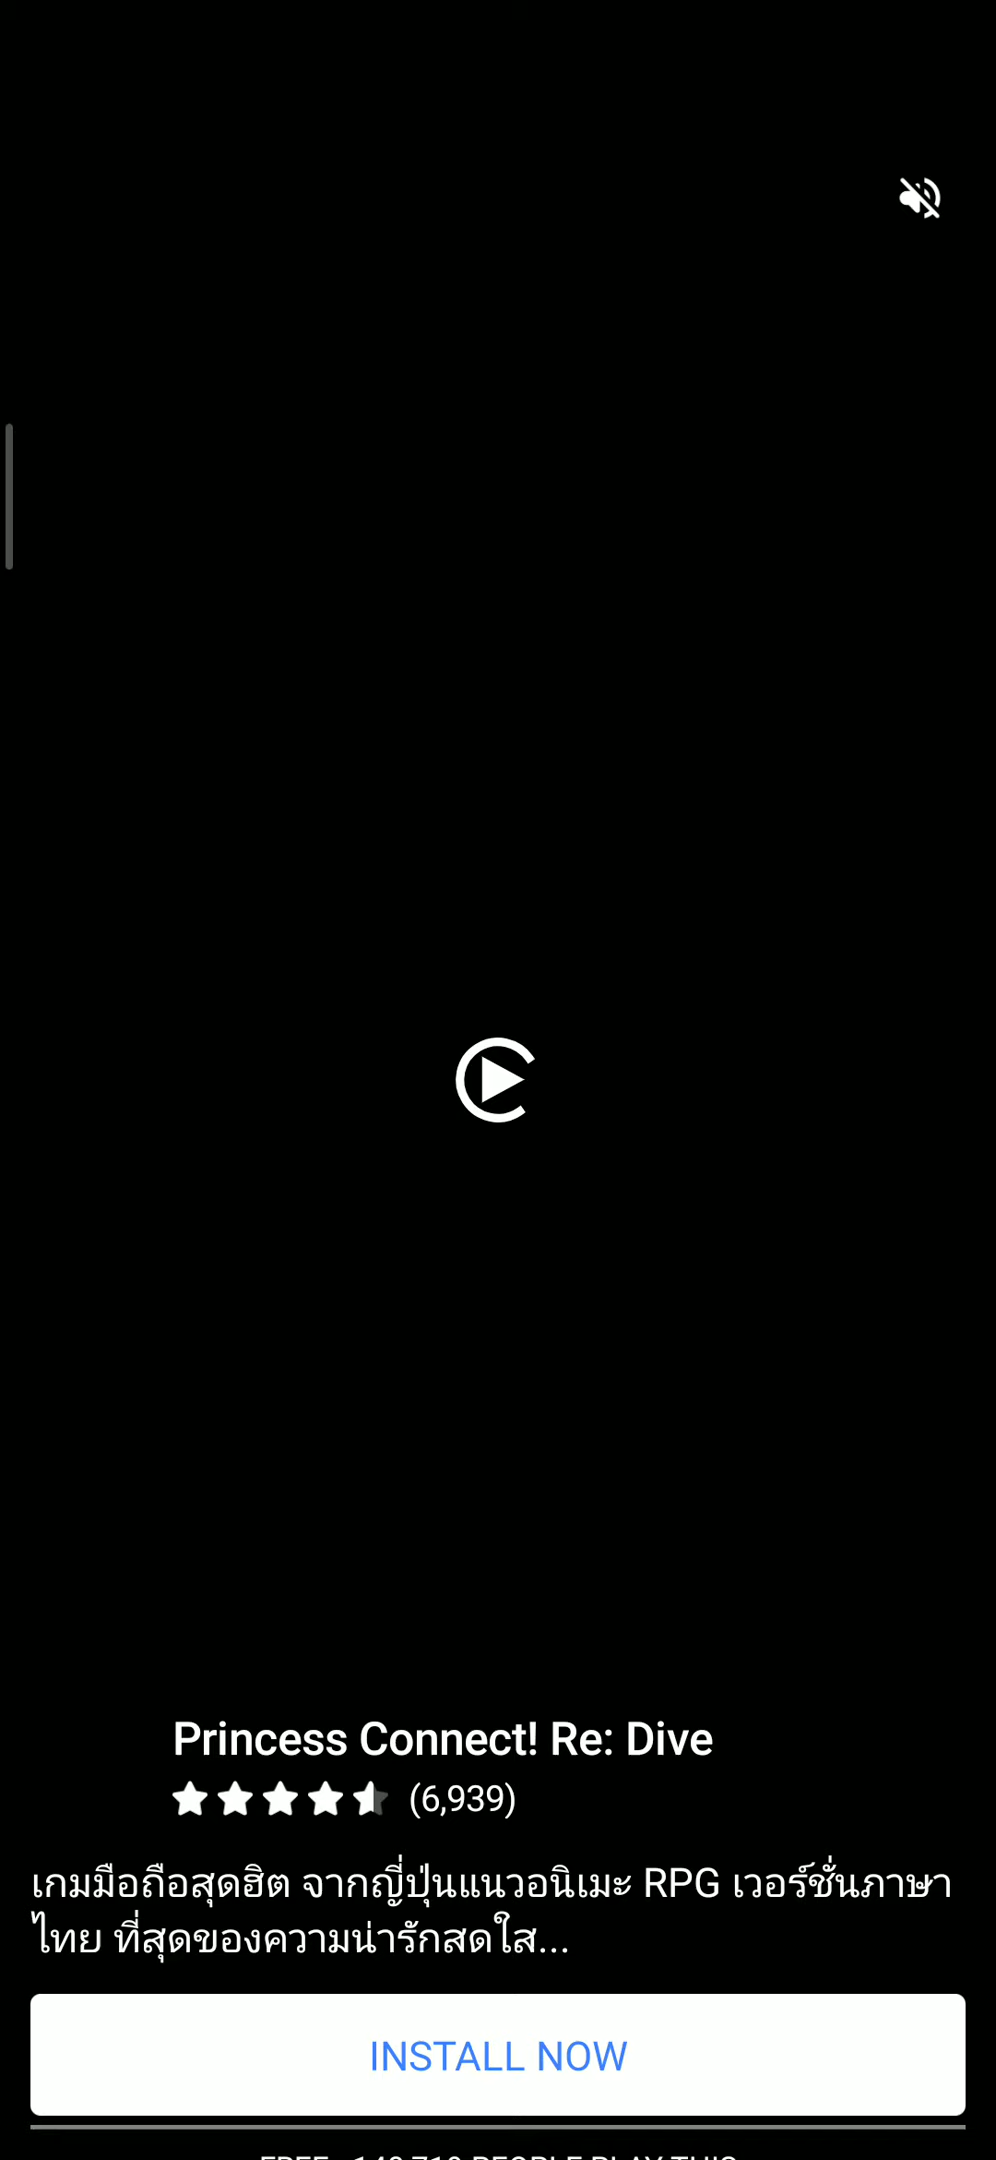 Princess Connect! Re: Dive
(6,939)
เกมมือถือสุดฮิต จากญี่ปุ่นแนวอนิเมะ RPG เวอร์ชั่นภาษา
ไทย ที่สุดของความน่ารักสดใส...
INSTALL NOW
PEOPLE PLAY THIS